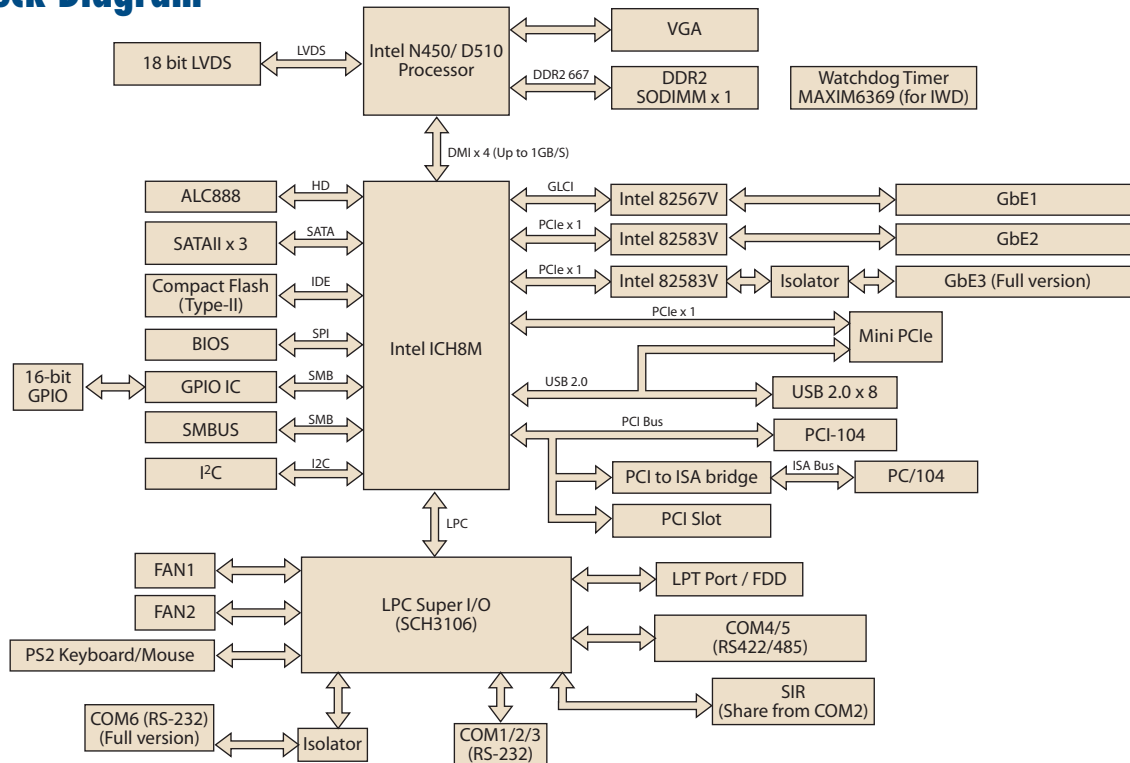 Diagram
18 bit LVDS
LVDS
Intel N450/ D510
Processor
VGA
DDR2 667
DDR2
SODIMM x 1
Watchdog Timer
MAXIM6369 (for IWD)
DMI x 4 (Up to 1GB/S)
ALC888
HD
SATAII x 3
SATA
Compact Flash
(Type-II)
IDE
BIOS
SPI
16-bit
GPIO
GPIO IC
SMB
SMBUS
SMB
I²C
I2C
Intel ICH8M
GLCI
Intel 82567V
GbE1
PCIe x 1
Intel 82583V
GbE2
PCIe x 1
Intel 82583V
Isolator
GbE3 (Full version)
PCIe x 1
Mini PCIe
USB 2.0
USB 2.0 x 8
PCI Bus
PCI-104
PCI to ISA bridge
ISA Bus
PC/104
PCI Slot
LPC
FAN1
FAN2
PS2 Keyboard/Mouse
LPC Super I/O
(SCH3106)
LPT Port / FDD
COM4/5
(RS422/485)
SIR
(Share from COM2)
COM6 (RS-232)
(Full version)
Isolator
COM1/2/3
(RS-232)